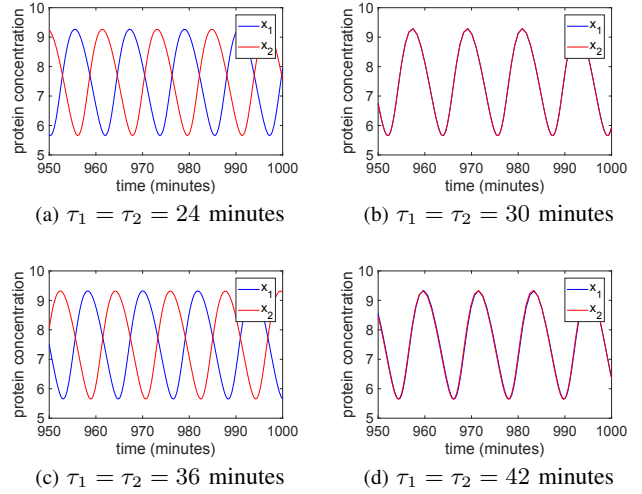 10
9
8
7
6
5
protein concentration
950 960 970 980 990 1000
time (minutes)
x1
x2
(a) τ1 = τ2 = 24 minutes
10
9
8
7
6
5
protein concentration
950 960 970 980 990 1000
time (minutes)
x1
x2
(b) τ1 = τ2 = 30 minutes
10
9
8
7
6
5
protein concentration
950 960 970 980 990 1000
time (minutes)
x1
x2
(c) τ1 = τ2 = 36 minutes
10
9
8
7
6
5
protein concentration
950 960 970 980 990 1000
time (minutes)
x1
x2
(d) τ1 = τ2 = 42 minutes